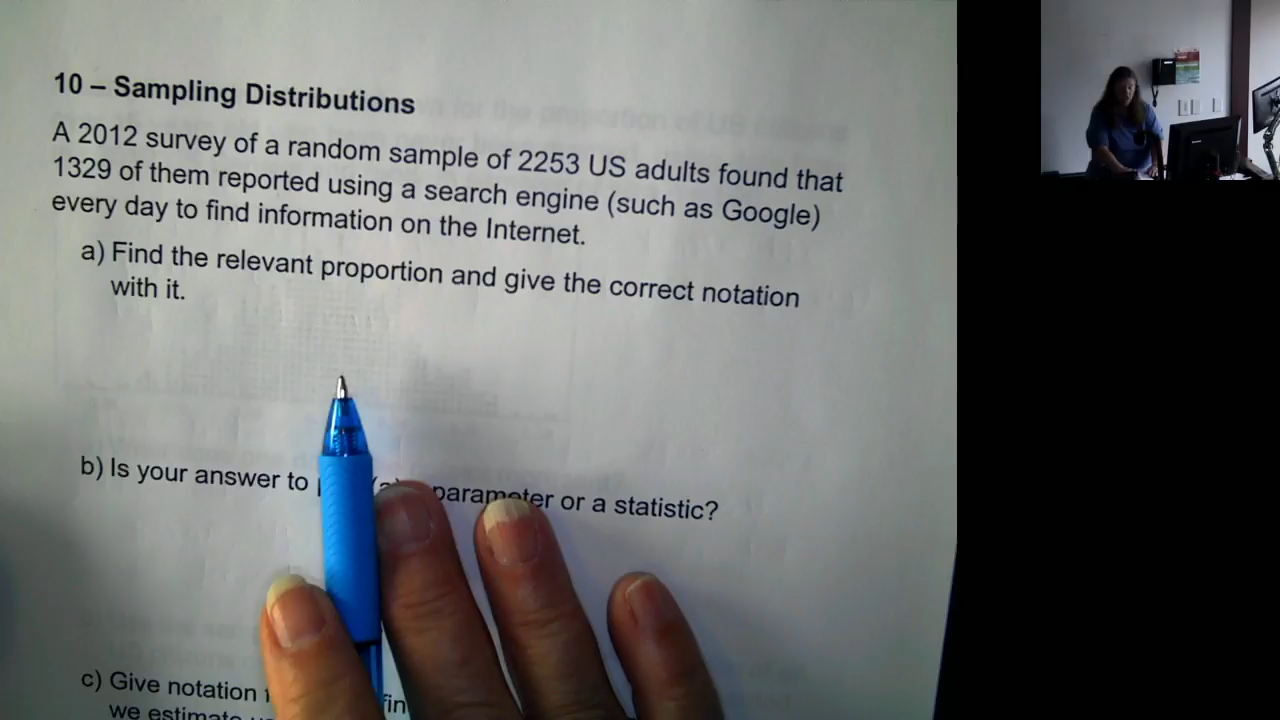 10 – Sampling Distributions
A 2012 survey of a random sample of 2253 US adults found that
1329 of them reported using a search engine (such as Google)
every day to find information on the Internet.
a) Find the relevant proportion and give the correct notation
with it.
b) Is your answer to parameter or a statistic?
c) Give notation
we estimate